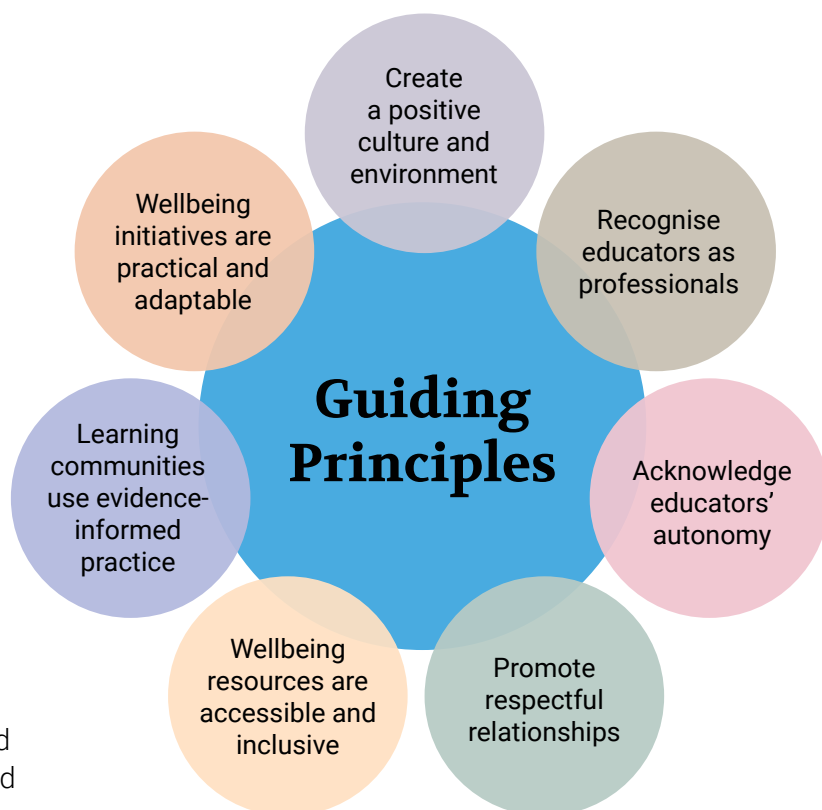 Create
a positive
culture and
environment
Recognise
educators as
professionals
Acknowledge
educators’
autonomy
Promote
respectful
relationships
Wellbeing
resources are
accessible and
inclusive
Learning
communities
use evidence-
informed
practice
Wellbeing
initiatives are
practical and
adaptable
Guiding
Principles